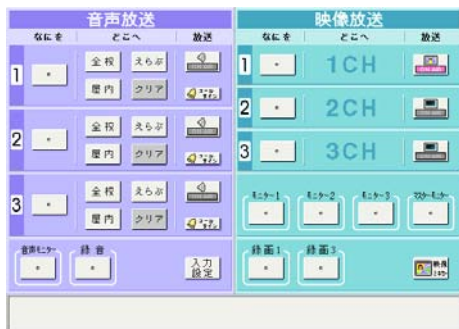 音声放送
なにを どこへ 放送
1 全校 えらぶ
屋内 クリア
2 全校 えらぶ
屋内 クリア
3 全校 えらぶ
屋内 クリア
音声モニター 録音 入力設定
映像放送
なにを どこへ 放送
1 1CH
2 2CH
3 3CH
モニター1 モニター2 モニター3 マスターモニター
録画1 録画3